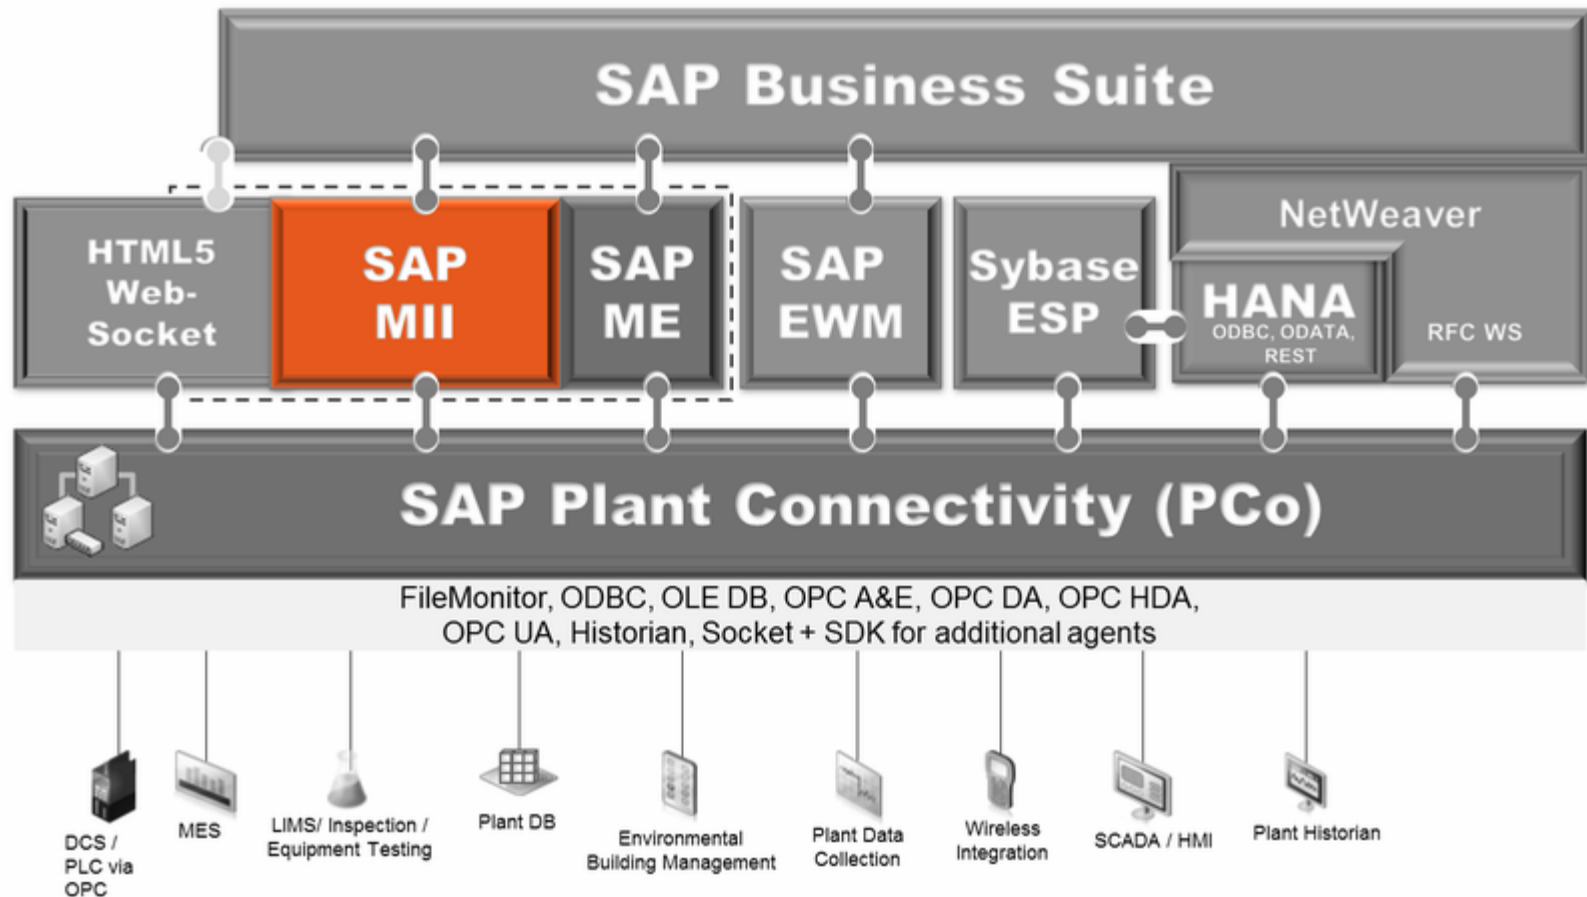 SAP Business Suite
HTML5
Web-
Socket
SAP
MII
SAP
ME
SAP
EWM
Sybase
ESP
NetWeaver
HANA
ODBC, ODATA,
REST
RFC WS
SAP Plant Connectivity (PCo)
FileMonitor, ODBC, OLE DB, OPC A&E, OPC DA, OPC HDA,
OPC UA, Historian, Socket + SDK for additional agents
DCS /
PLC via
OPC
MES
LIMS/ Inspection /
Equipment Testing
Plant DB
Environmental
Building Management
Plant Data
Collection
Wireless
Integration
SCADA / HMI
Plant Historian